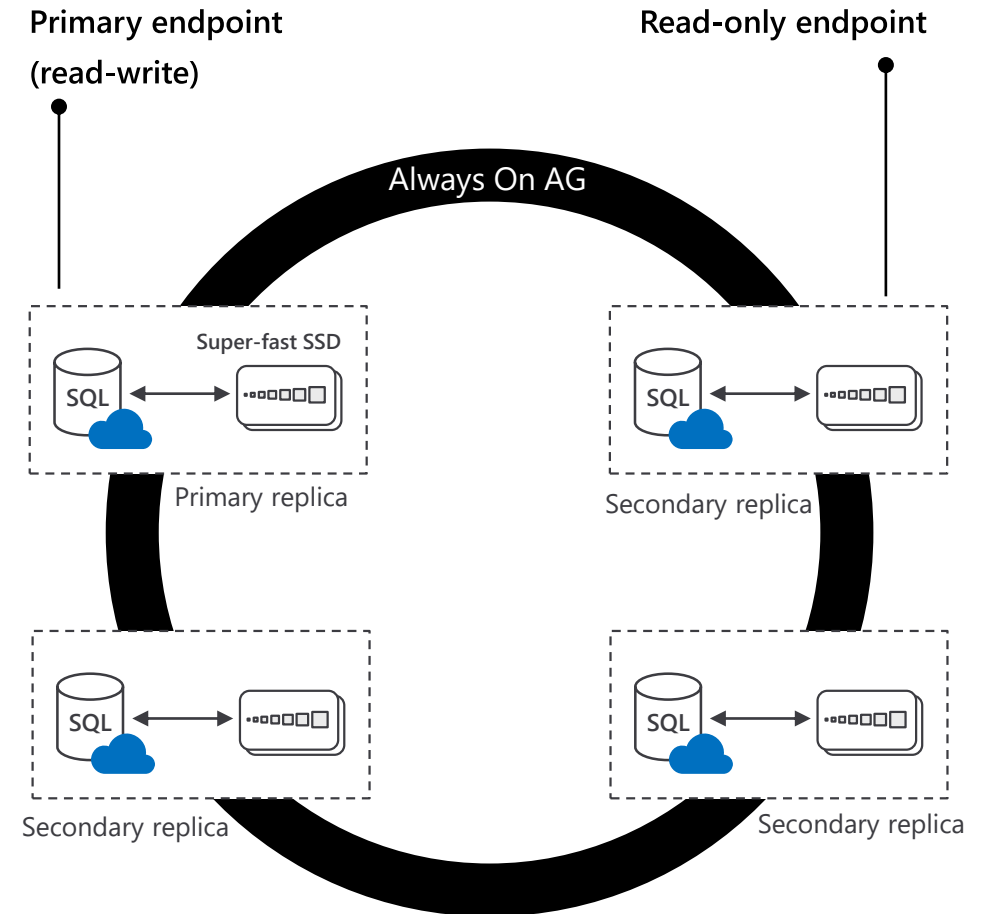 Primary endpoint
(read-write)
Read-only endpoint
Always On AG
Super-fast SSD
SQL
Primary replica
SQL
Secondary replica
SQL
Secondary replica
SQL
Secondary replica